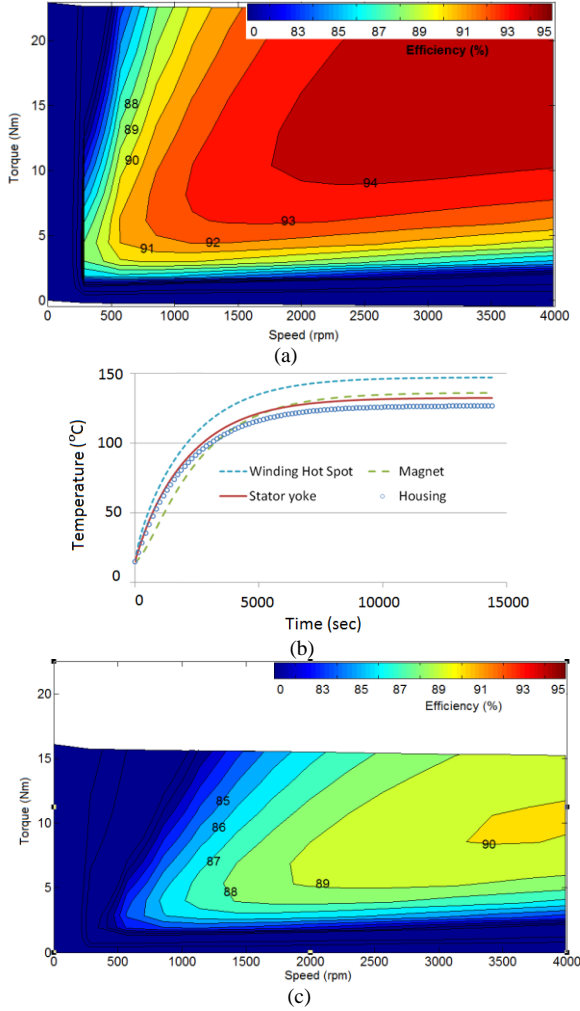 0 83 85 87 89 91 93 95
Efficiency (%)
20
15
10
5
0
Torque (Nm)
88
89
90
91
92
93
94
0 500 1000 1500 2000 2500 3000 3500 4000
Speed (rpm)
(a)
150
100
50
0
Temperature (°C)
Winding Hot Spot
Magnet
Stator yoke
Housing
0 5000 10000 15000
Time (sec)
(b)
0 83 85 87 89 91 93 95
Efficiency (%)
20
15
10
5
0
Torque (Nm)
85
86
87
88
89
90
0 500 1000 1500 2000 2500 3000 3500 4000
Speed (rpm)
(c)